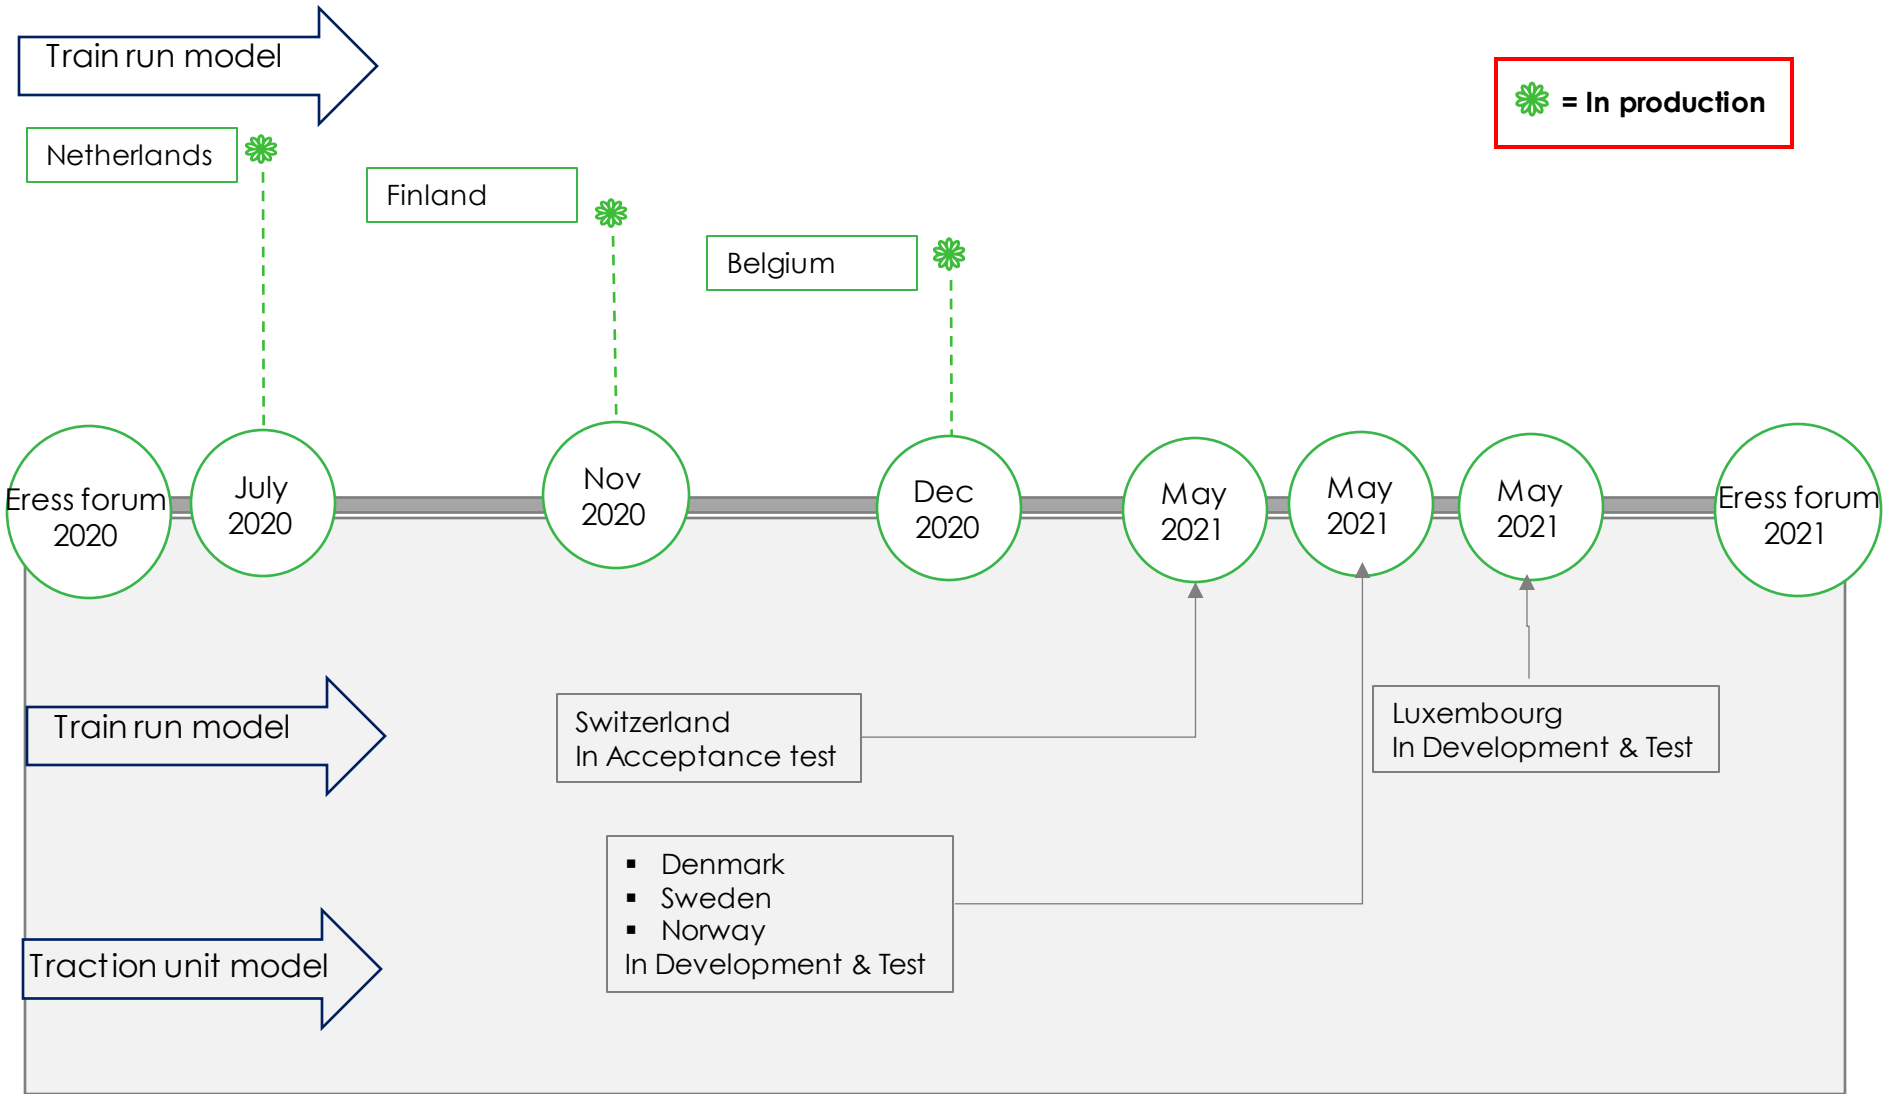 Train run model
= In production
Netherlands
Finland
Belgium
Eress forum
2020
July
2020
Nov
2020
Dec
2020
May
2021
May
2021
May
2021
Eress forum
2021
Train run model
Switzerland
In Acceptance test
Luxembourg
In Development & Test
▪ Denmark
▪ Sweden
▪ Norway
In Development & Test
Traction unit model